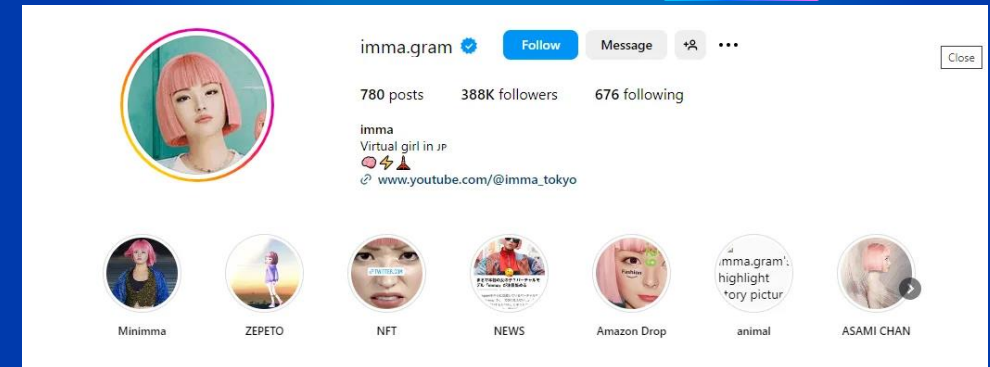 imma.gram Follow Message
Close
780 posts 388K followers 676 following
imma
Virtual girl in JP
www.youtube.com/@imma_tokyo
Fashion
imma.gram's
highlight
tory pictur
Minimma ZEPETO NFT NEWS Amazon Drop animal ASAMI CHAN